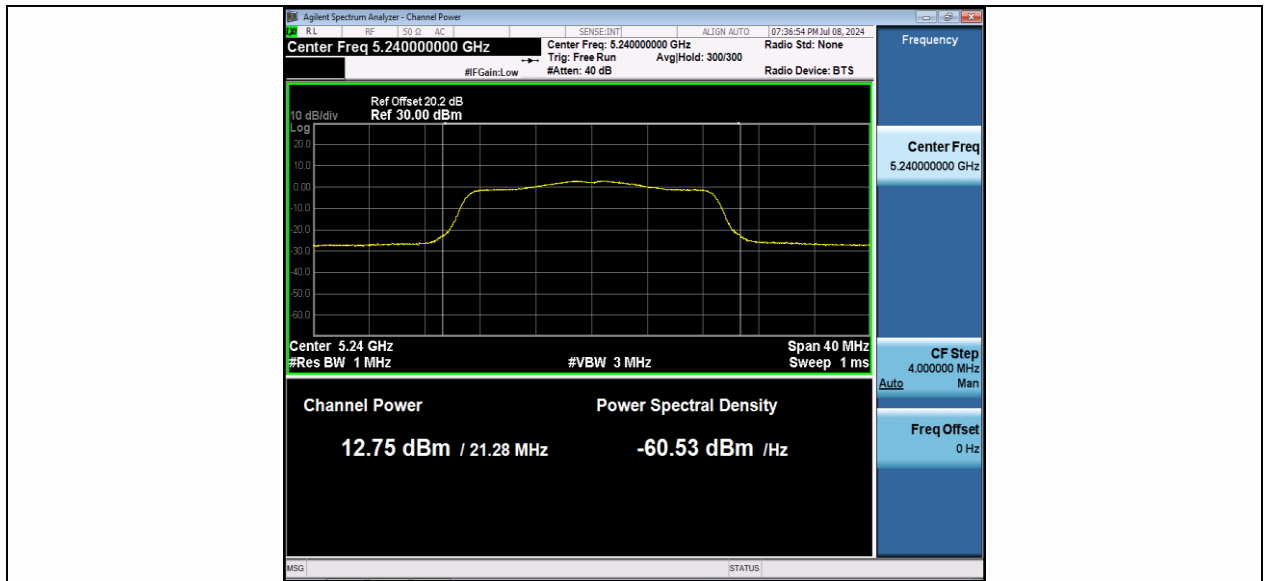 Agilent Spectrum Analyzer - Channel Power
RL RF 50 Ω AC SENSE:INT ALIGN AUTO 07:36:54 PM Jul 08, 2024
Center Freq 5.240000000 GHz
Center Freq: 5.240000000 GHz Radio Std: None
Trig: Free Run Avg|Hold: 300/300
#IFGain:Low #Atten: 40 dB Radio Device: BTS
Ref Offset 20.2 dB
10 dB/div Ref 30.00 dBm
Log
20.0
10.0
0.00
-10.0
-20.0
-30.0
-40.0
-50.0
-60.0
Center 5.24 GHz Span 40 MHz
#Res BW 1 MHz #VBW 3 MHz Sweep 1 ms
Channel Power Power Spectral Density
12.75 dBm / 21.28 MHz -60.53 dBm /Hz
MSG STATUS
Frequency
Center Freq
5.240000000 GHz
CF Step
4.000000 MHz
Auto Man
Freq Offset
0 Hz